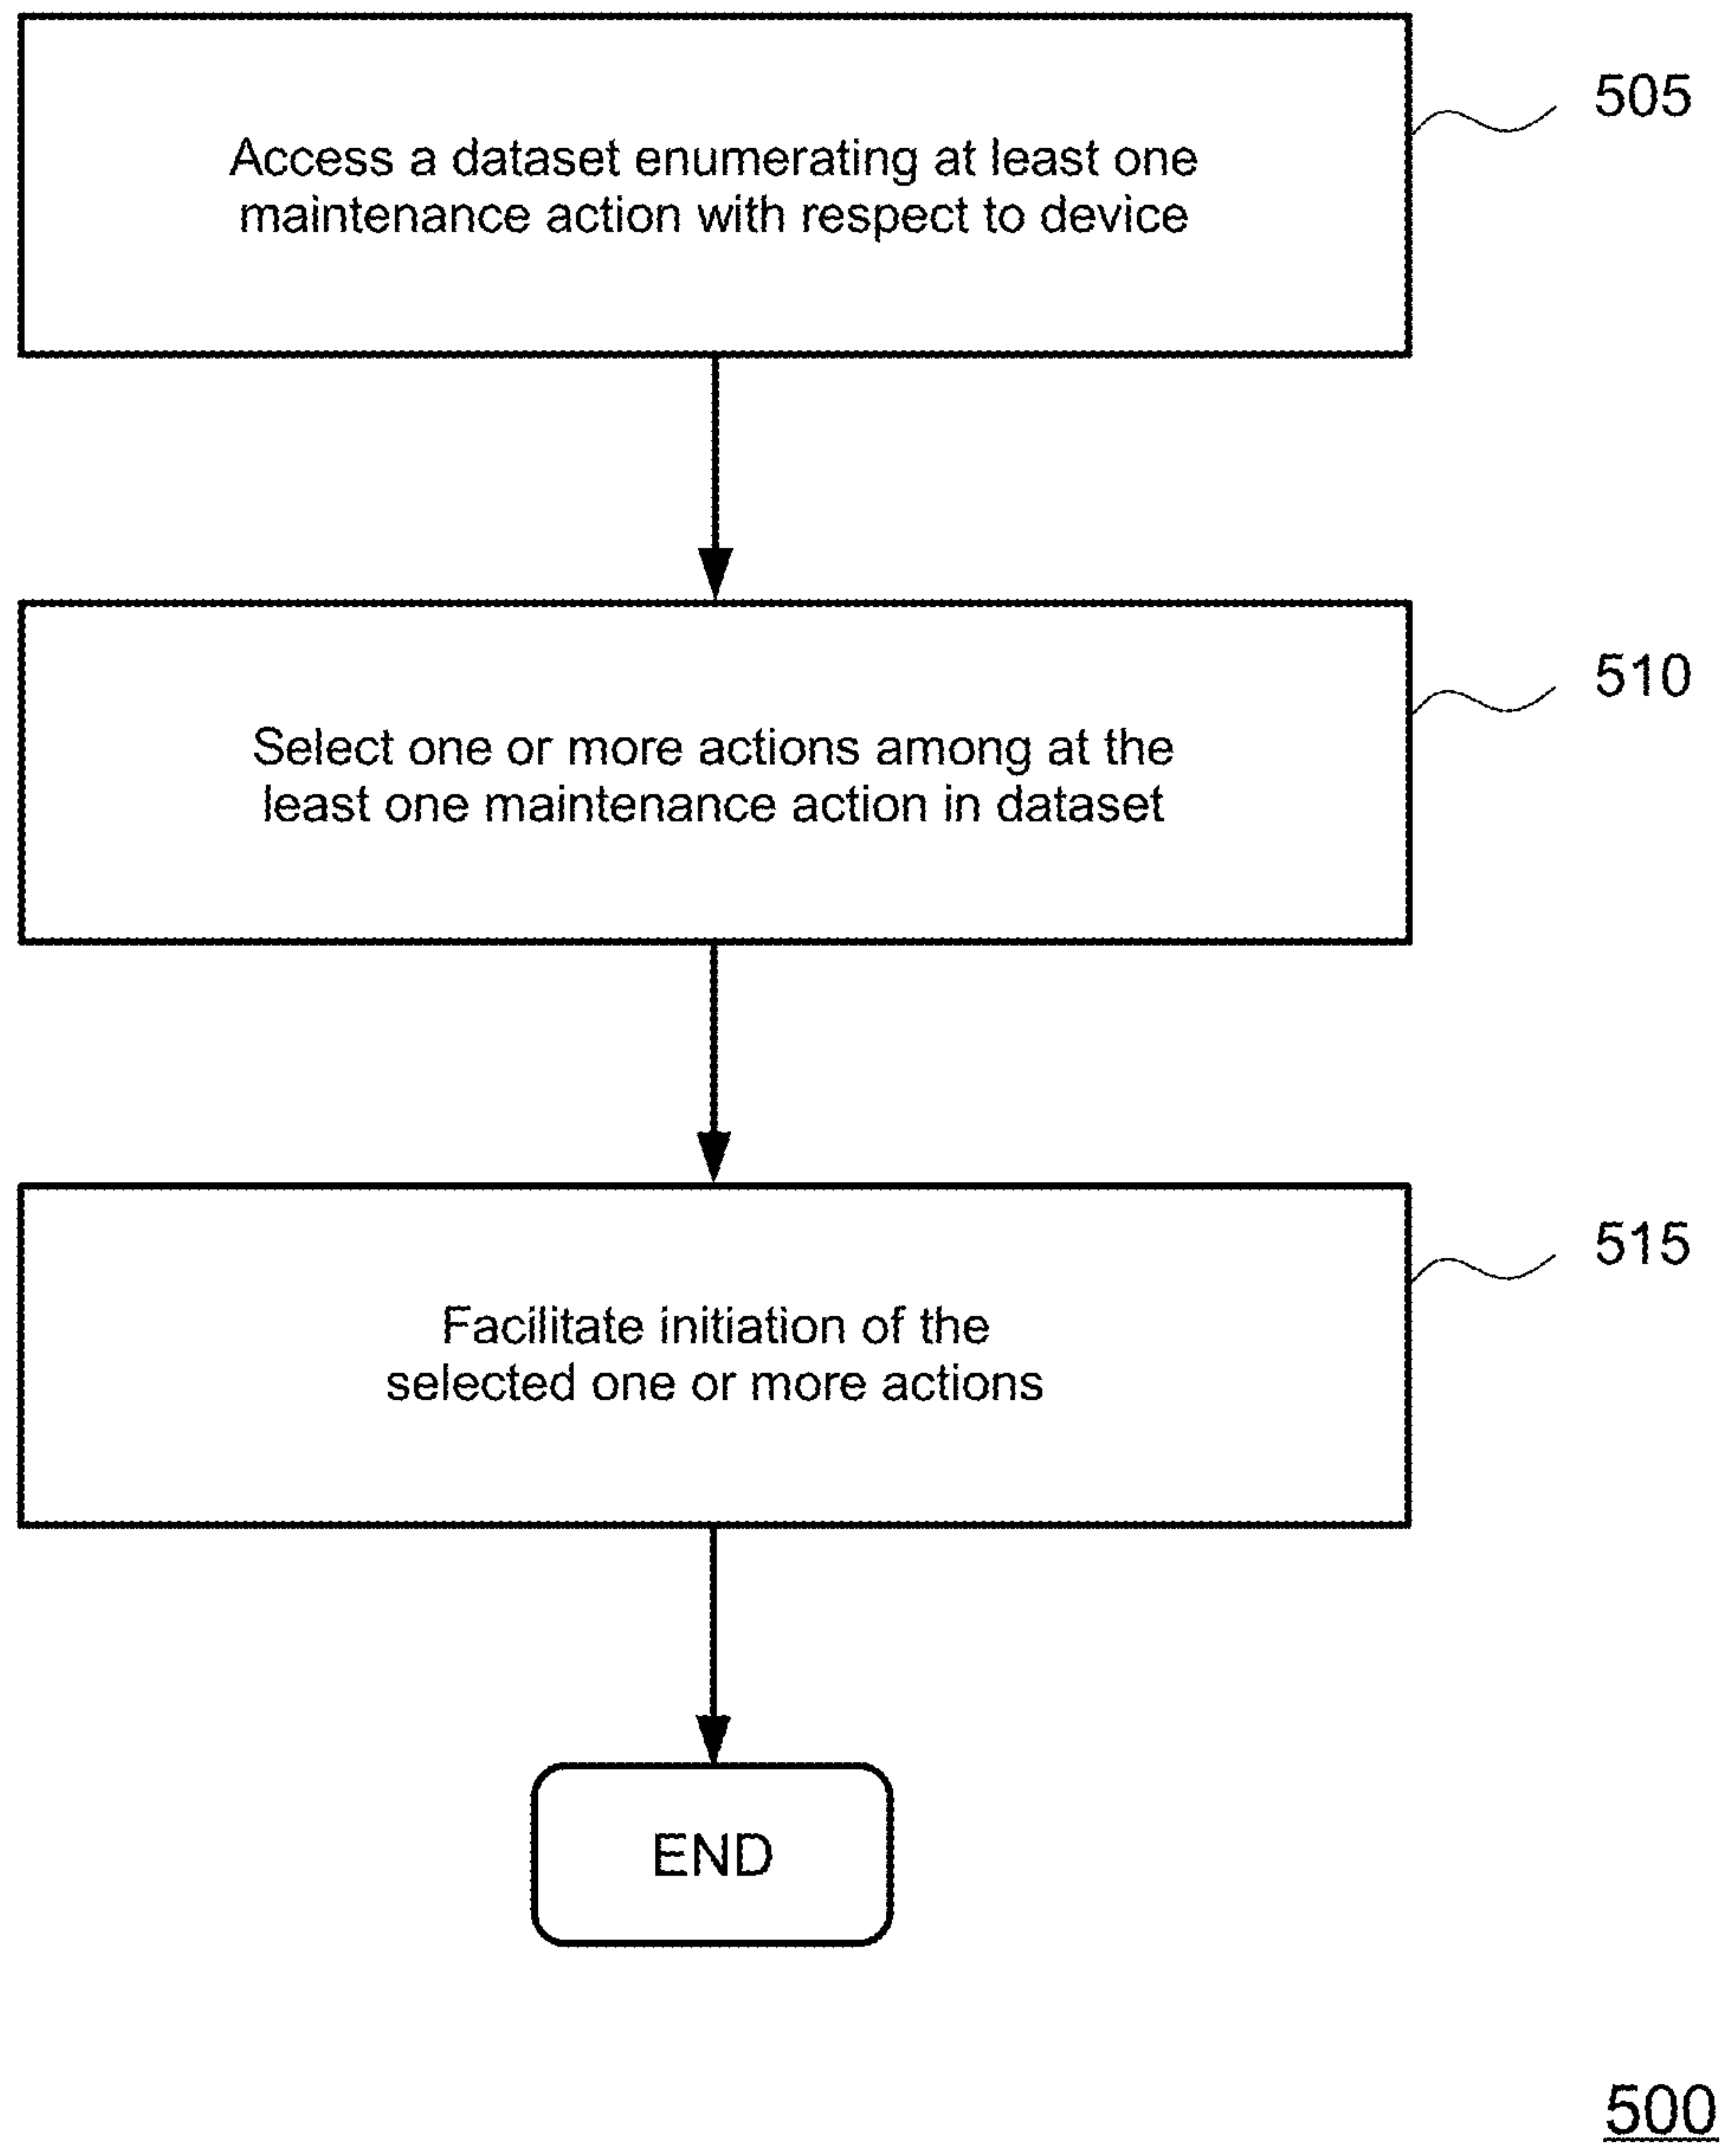 Access a dataset enumerating at least one
maintenance action with respect to device
505
Select one or more actions among at the
least one maintenance action in dataset
510
Facilitate initiation of the
selected one or more actions
515
END
500